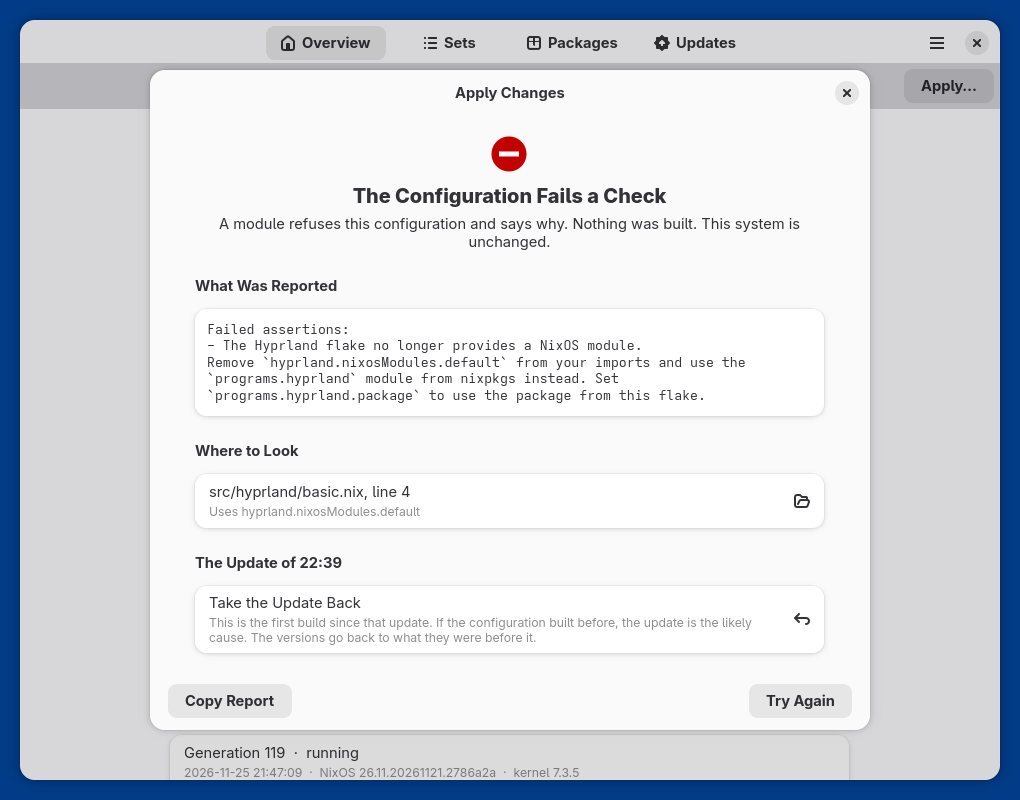 Overview
Sets
Packages
Updates
Apply...
Apply Changes
The Configuration Fails a Check
A module refuses this configuration and says why. Nothing was built. This system is
unchanged.
What Was Reported
Failed assertions:
- The Hyprland flake no longer provides a NixOS module.
Remove `hyprland.nixosModules.default` from your imports and use the
`programs.hyprland` module from nixpkgs instead. Set
`programs.hyprland.package` to use the package from this flake.
Where to Look
src/hyprland/basic.nix, line 4
Uses hyprland.nixosModules.default
The Update of 22:39
Take the Update Back
This is the first build since that update. If the configuration built before, the update is the likely
cause. The versions go back to what they were before it.
Copy Report
Try Again
Generation 119 · running
2026-11-25 21:47:09 · NixOS 26.11.20261121.2786a2a · kernel 7.3.5